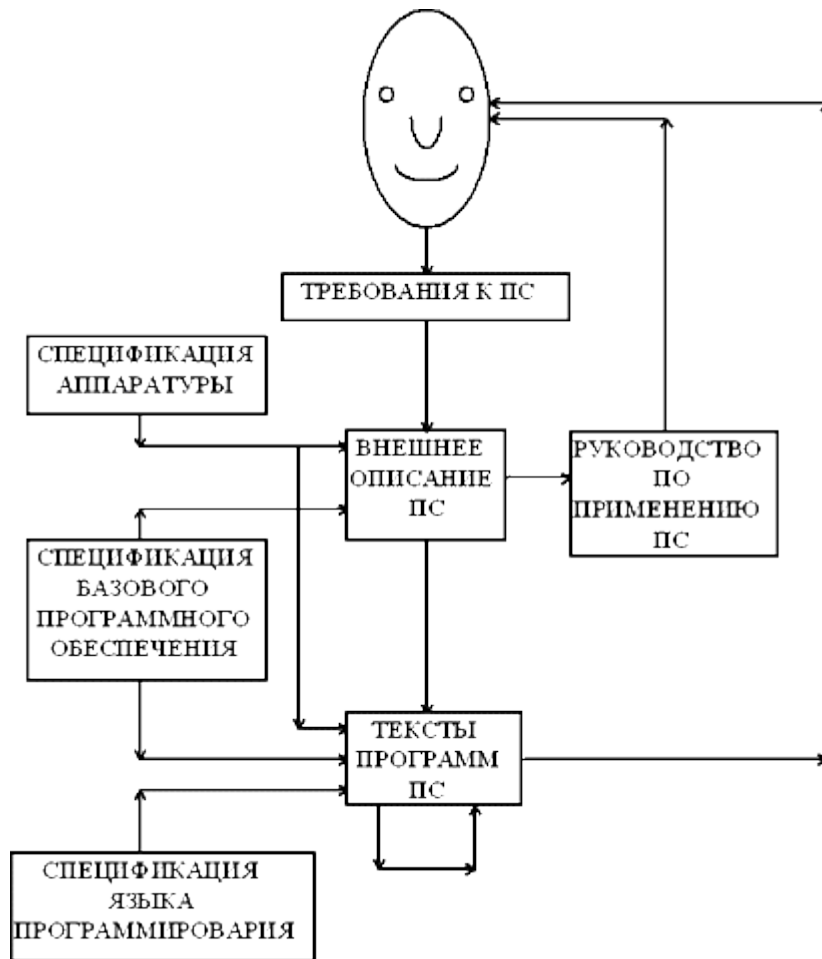 ТРЕБОВАНИЯ К ПС
СПЕЦИФИКАЦИЯ
АППАРАТУРЫ
ВНЕШНЕЕ
ОПИСАНИЕ
ПС
РУКОВОДСТВО
ПО
ПРИМЕНЕНИЮ
ПС
СПЕЦИФИКАЦИЯ
БАЗОВОГО
ПРОГРАММНОГО
ОБЕСПЕЧЕНИЯ
ТЕКСТЫ
ПРОГРАММ
ПС
СПЕЦИФИКАЦИЯ
ЯЗЫКА
ПРОГРАММИРОВАРИЯ